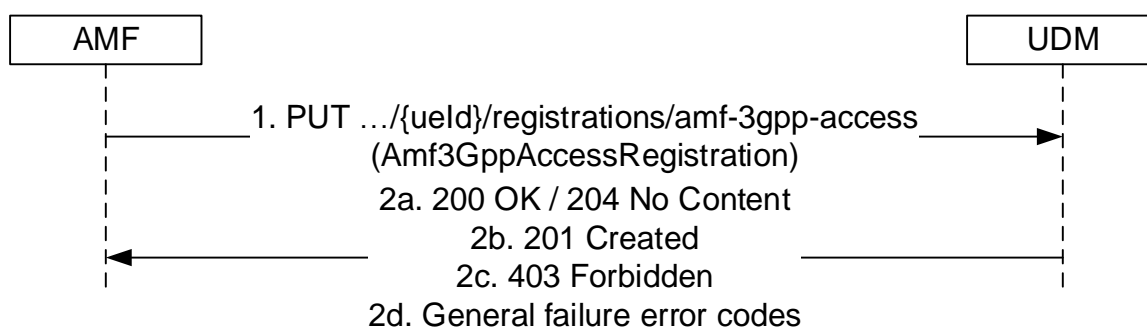 AMF
UDM
1. PUT …/{ueId}/registrations/amf-3gpp-access
(Amf3GppAccessRegistration)
2a. 200 OK / 204 No Content
2b. 201 Created
2c. 403 Forbidden
2d. General failure error codes